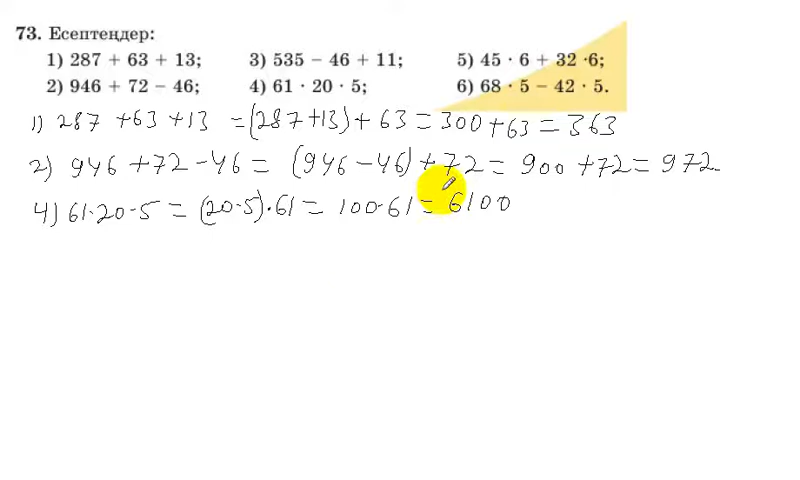 73. Есептеңдер:
1) 287 + 63 + 13; 3) 535 − 46 + 11; 5) 45 · 6 + 32 ·6;
2) 946 + 72 − 46; 4) 61 · 20 · 5; 6) 68 · 5 − 42 · 5.
1) 287 + 63 + 13 = (287 + 13) + 63 = 300 + 63 = 363
2) 946 + 72 − 46 = (946 − 46) + 72 = 900 + 72 = 972.
4) 61 · 20 · 5 = (20 · 5) · 61 = 100 · 61 = 6100